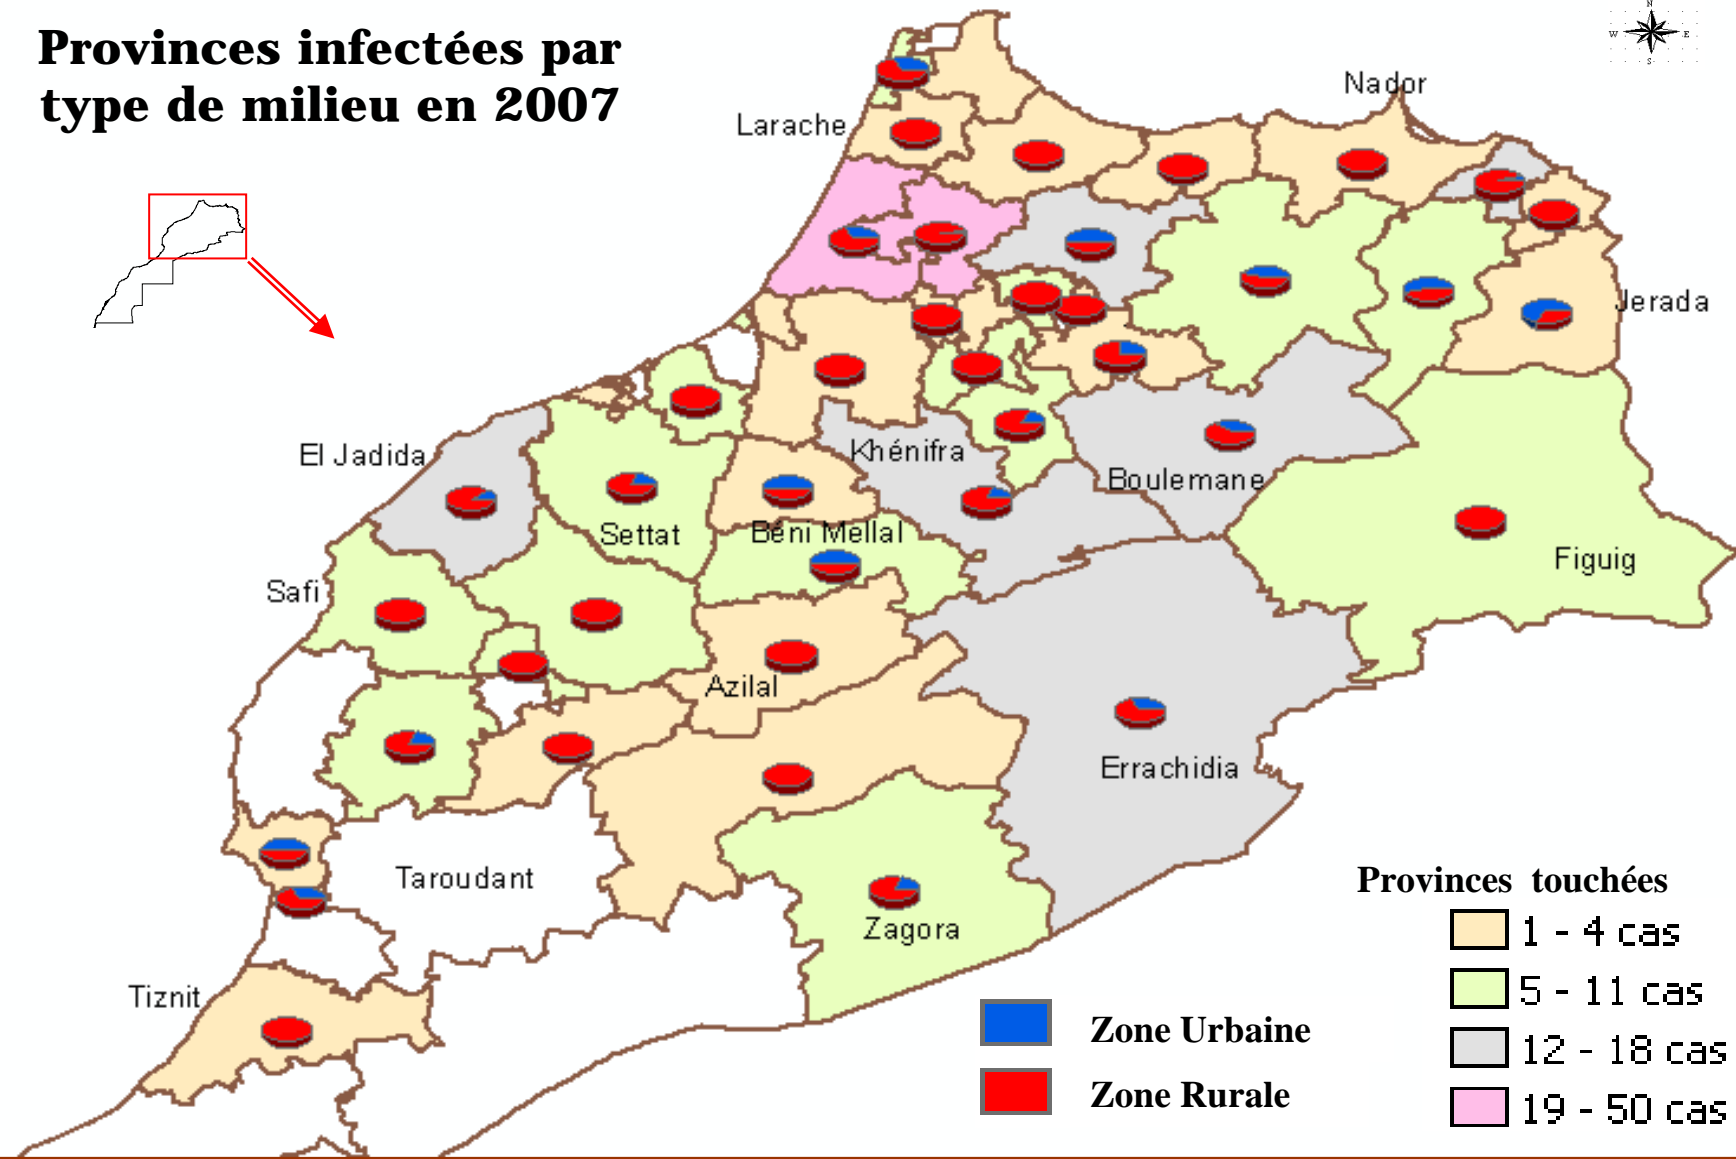 Provinces infectées par
type de milieu en 2007
N
W E
S
Nador
Larache
Jerada
El Jadida
Khénifra
Boulemane
Settat
Béni Mellal
Figuig
Safi
Azilal
Errachidia
Taroudant
Zagora
Tiznit
Provinces touchées
1 - 4 cas
5 - 11 cas
12 - 18 cas
19 - 50 cas
Zone Urbaine
Zone Rurale